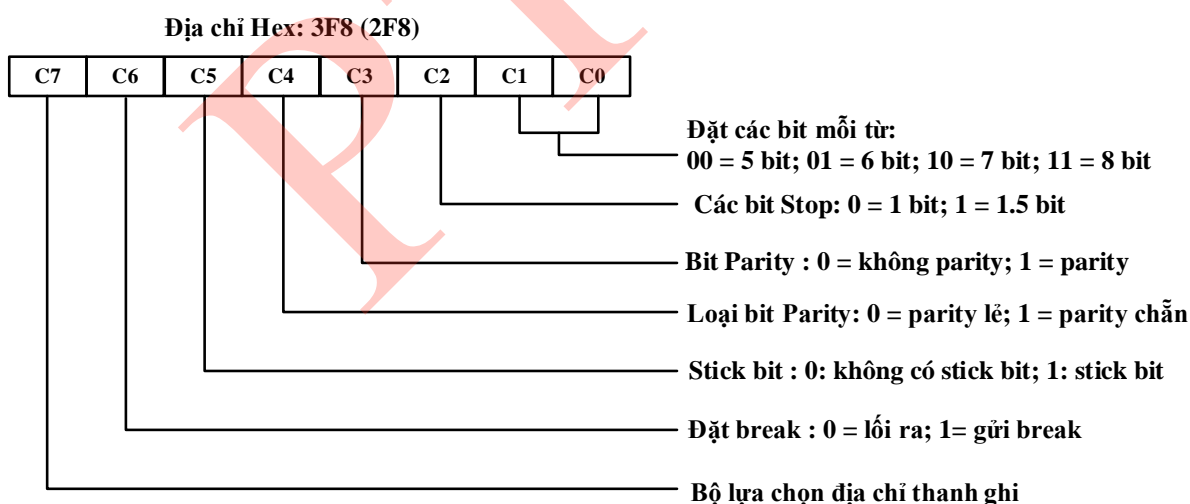 Địa chỉ Hex: 3F8 (2F8)
C7 C6 C5 C4 C3 C2 C1 C0
Đặt các bit mỗi từ:
00 = 5 bit; 01 = 6 bit; 10 = 7 bit; 11 = 8 bit
Các bit Stop: 0 = 1 bit; 1 = 1.5 bit
Bit Parity : 0 = không parity; 1 = parity
Loại bit Parity: 0 = parity lẻ; 1 = parity chẵn
Stick bit : 0: không có stick bit; 1: stick bit
Đặt break : 0 = lối ra; 1= gửi break
Bộ lựa chọn địa chỉ thanh ghi